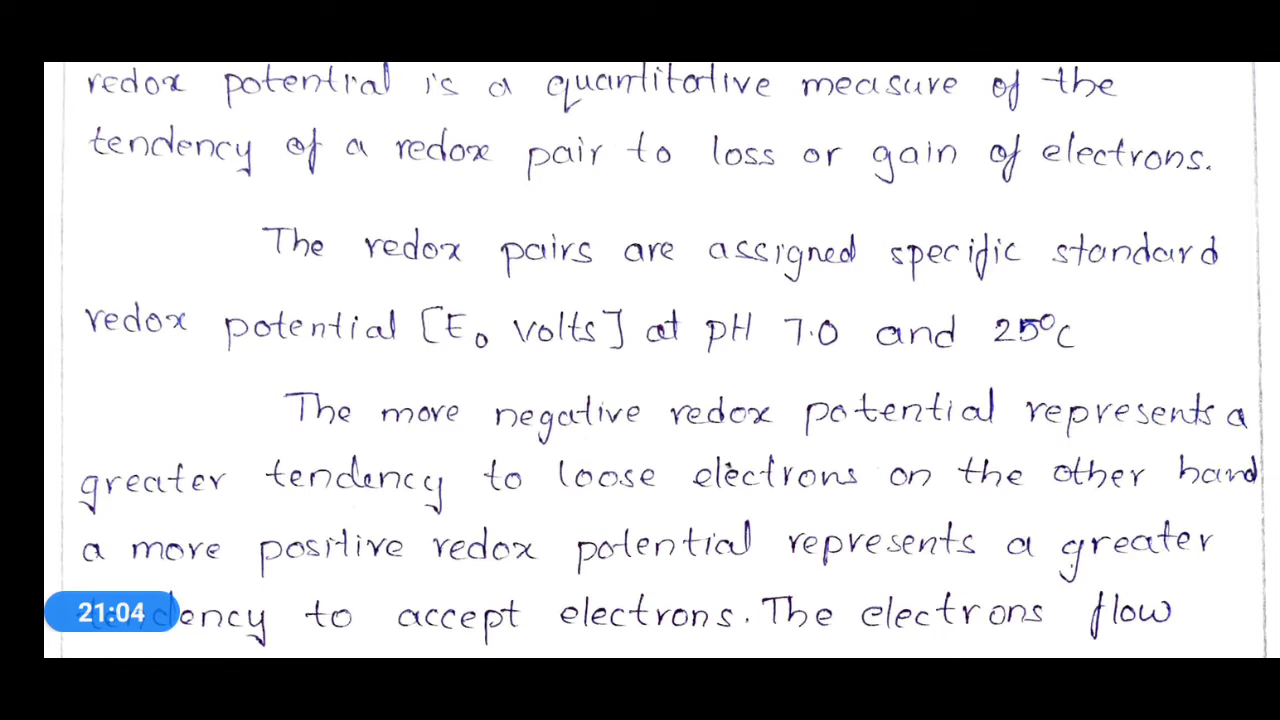 redox potential is a quantitative measure of the
tendency of a redox pair to loss or gain of electrons.
The redox pairs are assigned specific standard
redox potential [E₀ volts] at pH 7.0 and 25°C
The more negative redox potential represents a
greater tendency to loose electrons on the other hand
a more positive redox potential represents a greater
21:04
tendency to accept electrons. The electrons flow